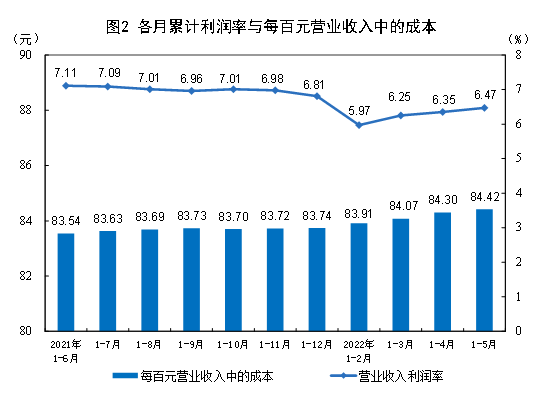 图2 各月累计利润率与每百元营业收入中的成本
（元） （%）
90 8
7.11 7.09 7.01 6.96 7.01 6.98 6.81 5.97 6.25 6.35 6.47
7
88
6
86 5
4
83.54 83.63 83.69 83.73 83.70 83.72 83.74 83.91 84.07 84.30 84.42
84 3
82 2
1
80 0
2021年 1-7月 1-8月 1-9月 1-10月 1-11月 1-12月 2022年 1-3月 1-4月 1-5月
1-6月 1-2月
每百元营业收入中的成本 营业收入利润率